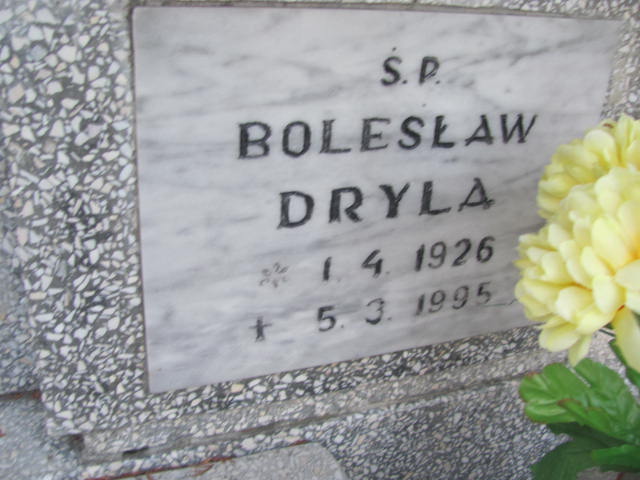 Ś.P.
BOLESŁAW
DRYLA
* 1. 4. 1926
† 5. 3. 1995